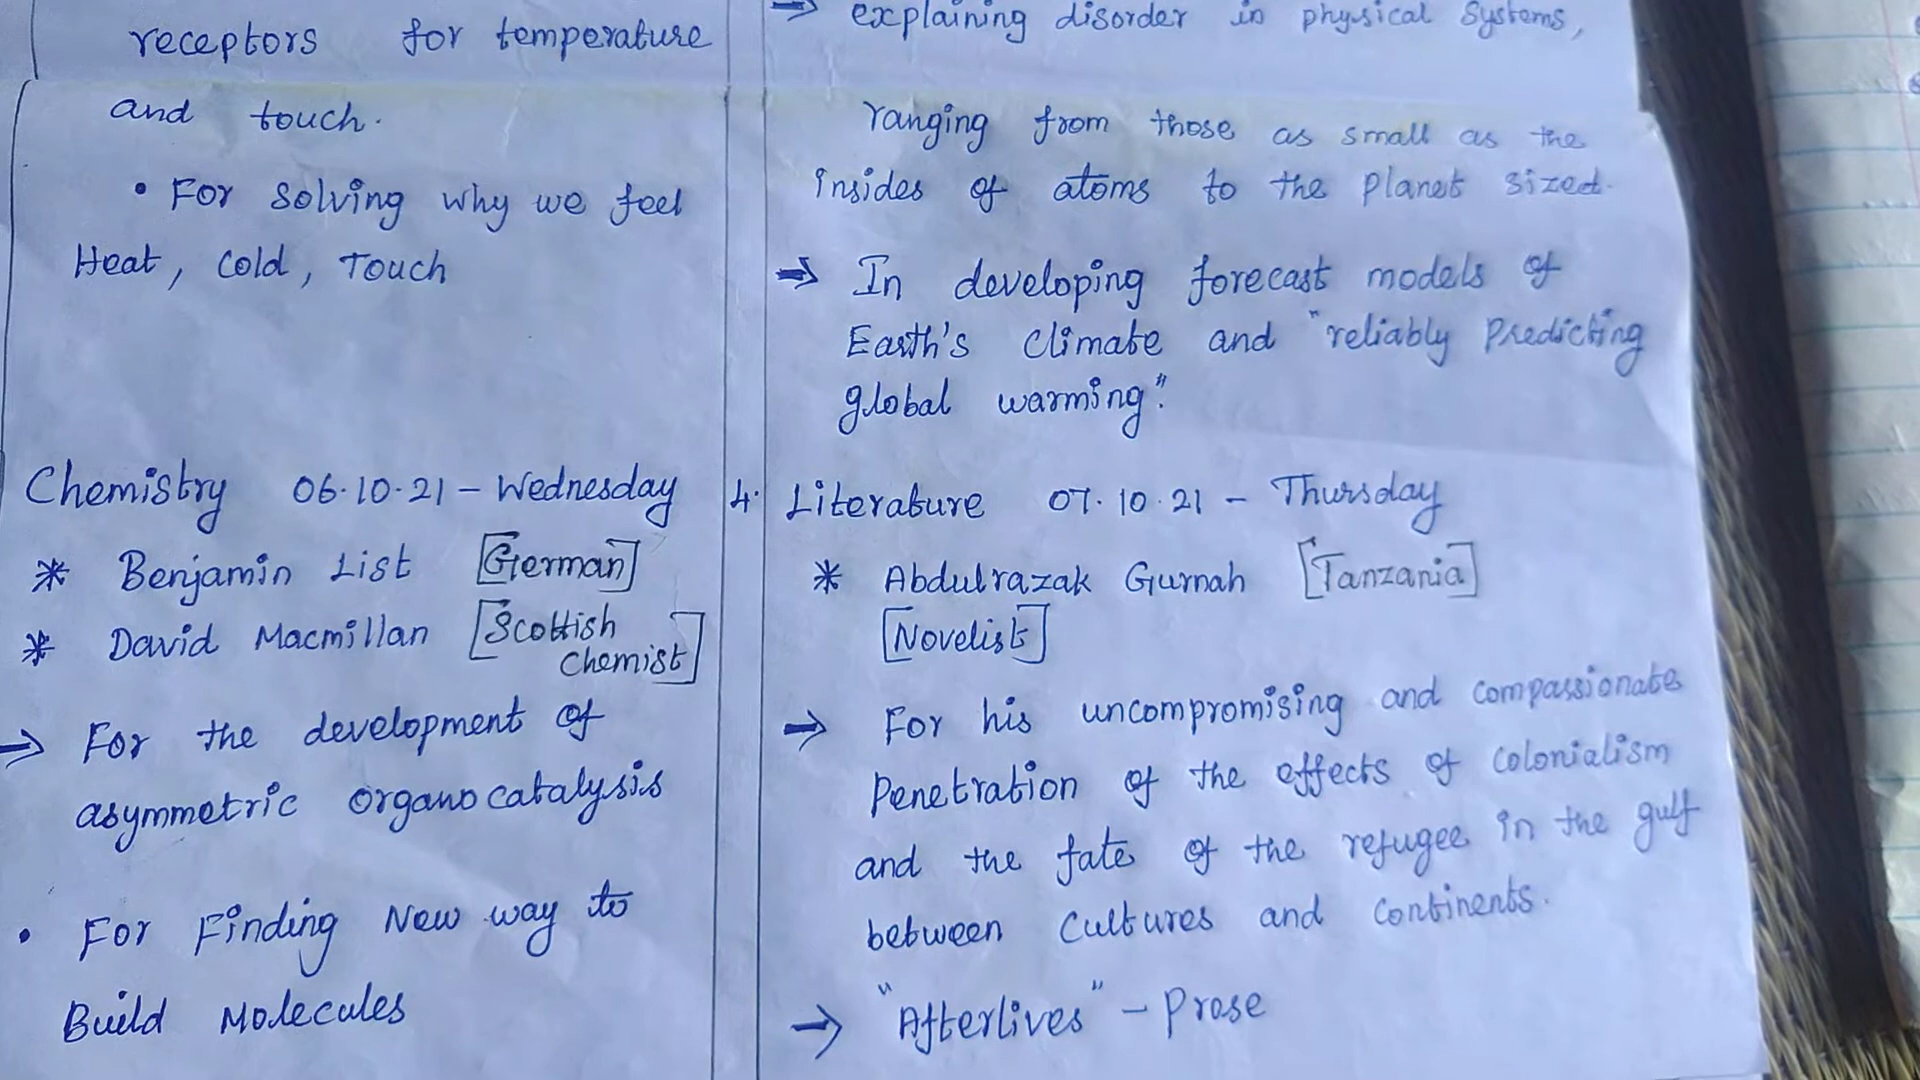 receptors for temperature
and touch.
• For Solving why we feel
Heat, Cold, Touch
Chemistry 06.10.21 - Wednesday
* Benjamin List [German]
* David Macmillan [Scottish
Chemist]
⇒ For the development of
asymmetric organocatalysis
• For Finding New way to
Build Molecules
⇒ explaining disorder in physical Systems,
ranging from those as small as the
insides of atoms to the planet sized.
⇒ In developing forecast models of
Earth's Climate and "reliably Predicting
global warming".
4. Literature 07.10.21 - Thursday
* Abdulrazak Gurnah [Tanzania]
[Novelist]
⇒ For his uncompromising and compassionate
Penetration of the effects of Colonialism
and the fate of the refugee in the gulf
between Cultures and Continents.
→ "Afterlives" - Prose